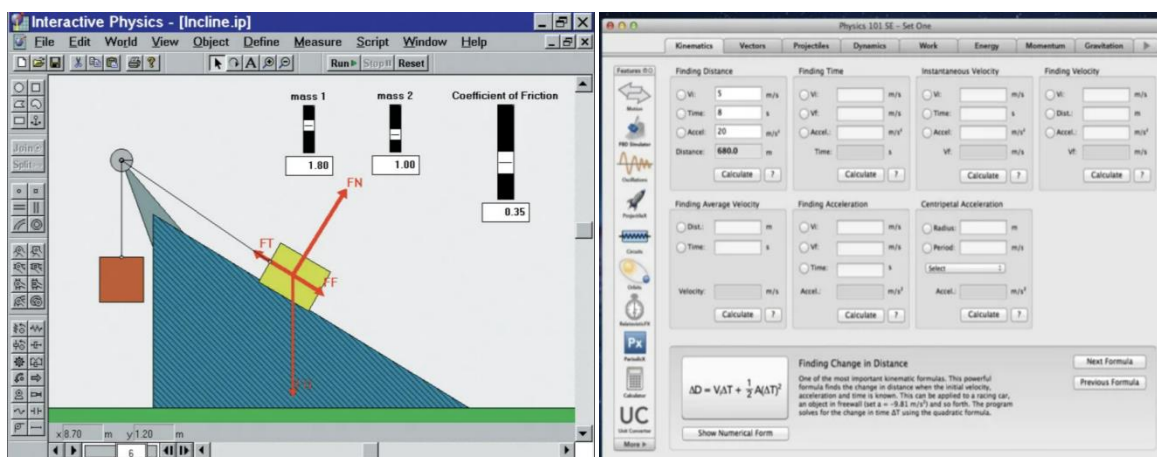 Interactive Physics - [Incline.ip]
File Edit World View Object Define Measure Script Window Help
Run Stop Reset
mass 1
mass 2
Coefficient of Friction
1.80
1.00
0.35
FN
FT
FF
Join
Split
x 8.70 m y 1.20 m
6
Physics 101 SE – Set One
Kinematics Vectors Projectiles Dynamics Work Energy Momentum Gravitation
Features
Motion
PBD Simulator
Oscillations
Circuits
Orbits
Px
Calculator
UC
Unit Converter
More
Finding Distance
Vi: 5 m/s
Time: 8 s
Accel: 20 m/s²
Distance: 680.0 m
Calculate ?
Finding Time
Vi: m/s
Vf: m/s
Accel.: m/s²
Time: s
Calculate ?
Instantaneous Velocity
Vi: m/s
Time: s
Accel: m/s²
Vf: m/s
Calculate ?
Finding Velocity
Vi: m/s
Dist.: m
Accel.: m/s²
Vf: m/s
Calculate ?
Finding Average Velocity
Dist.: m
Time: s
Velocity: m/s
Calculate ?
Finding Acceleration
Vi: m/s
Vf: m/s
Time: s
Accel.: m/s²
Calculate ?
Centripetal Acceleration
Radius: m
Period: m/s
Select
Accel.: m/s²
Calculate ?
ΔD = VᵢΔT + 1/2 A(ΔT)²
Show Numerical Form
Finding Change in Distance
One of the most important kinematic formulas. This powerful
formula finds the change in distance when the initial velocity,
acceleration and time is known. This can be applied to a racing car,
an object in freewall (set a = -9.81 m/s²) and so forth. The program
solves for the change in time ΔT using the quadratic formula.
Next Formula
Previous Formula